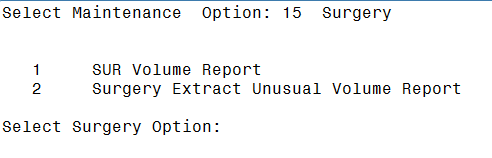 Select Maintenance  Option: 15  Surgery
1      SUR Volume Report
2      Surgery Extract Unusual Volume Report
Select Surgery Option: